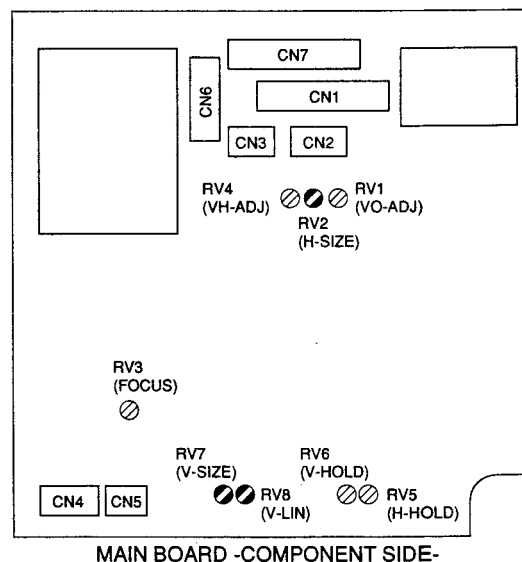 CN7
CN6
CN1
CN3
CN2
RV4
(VH-ADJ)
RV1
(VO-ADJ)
RV2
(H-SIZE)
RV3
(FOCUS)
RV7
(V-SIZE)
RV6
(V-HOLD)
CN4
CN5
RV8
(V-LIN)
RV5
(H-HOLD)
MAIN BOARD -COMPONENT SIDE-